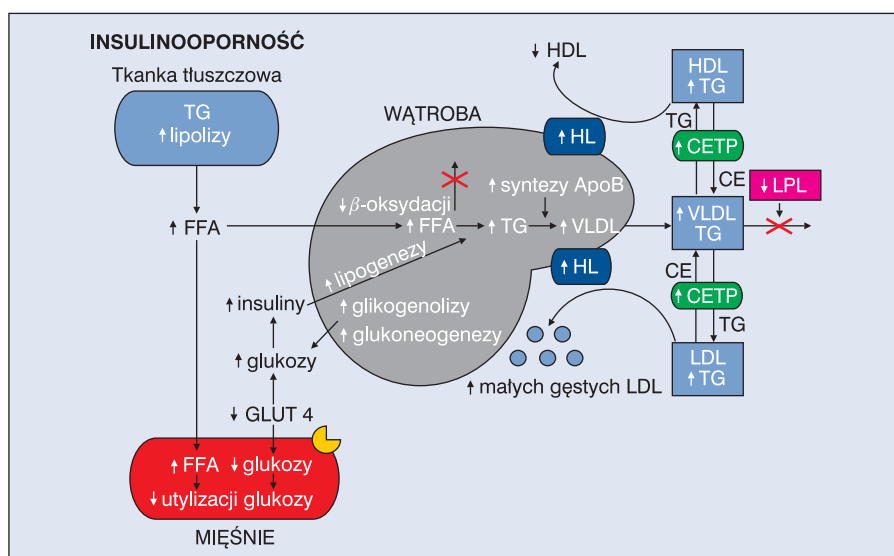 INSULINOOPORNOŚĆ
Tkanka tłuszczowa
TG
↑ lipolizy
↑ FFA
WĄTROBA
↓ β-oksydacji
↑ FFA
↑ TG
↑ syntezy ApoB
↑ VLDL
↑ lipogenezy
↑ insuliny
↑ glikogenolizy
↑ glukoneogenezy
↑ glukozy
↓ GLUT 4
↑ FFA
↓ glukozy
↓ utylizacji glukozy
MIĘŚNIE
↓ HDL
↑ HL
HDL
↑ TG
TG
↑ CETP
CE
↑ VLDL
TG
↓ LPL
↑ HL
CE
↑ CETP
TG
LDL
↑ TG
↑ małych gęstych LDL